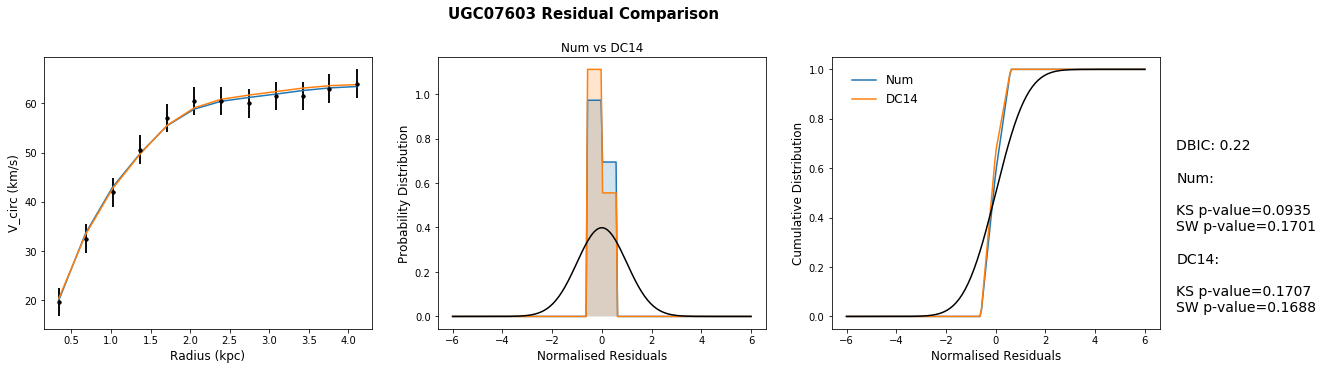 UGC07603 Residual Comparison
V_circ (km/s)
60
50
40
30
20
0.5 1.0 1.5 2.0 2.5 3.0 3.5 4.0
Radius (kpc)
Num vs DC14
Probability Distribution
1.0
0.8
0.6
0.4
0.2
0.0
−6 −4 −2 0 2 4 6
Normalised Residuals
Cumulative Distribution
1.0
0.8
0.6
0.4
0.2
0.0
Num
DC14
−6 −4 −2 0 2 4 6
Normalised Residuals
DBIC: 0.22
Num:
KS p-value=0.0935
SW p-value=0.1701
DC14:
KS p-value=0.1707
SW p-value=0.1688